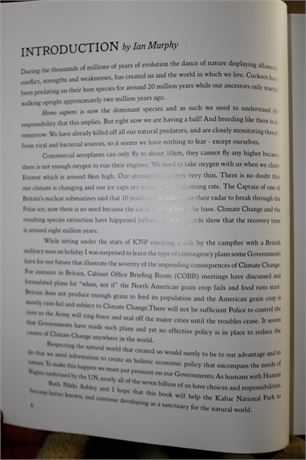 INTRODUCTION by Ian Murphy
During the thousands of millions of years of evolution the dance of nature displaying alliances,
conflict, strengths and weaknesses, has created us and the world in which we live. Cuckoos have
been predating on their host species for around 20 million years while our ancestors only started
walking upright approximately two million years ago.
Homo sapiens is now the dominant species and as such we need to understand the
responsibility that this implies. But right now we are having a ball! And breeding like there is no
tomorrow. We have already killed off all our natural predators, and are closely monitoring threats
from viral and bacterial sources, so it seems we have nothing to fear - except ourselves.
Commercial aeroplanes can only fly to about 10km, they cannot fly any higher because
there is not enough oxygen to run their engines. We need to take oxygen with us when we climb
Everest which is around 8km high. Our atmosphere is very very thin. There is no doubt that
our climate is changing and our ice caps are alarming rate. The Captain of one of
Britain's nuclear submarines said that 10 years their radar to break through the
Polar ice; now there is no need because the ice the base. Climate Change and the
resulting species extinction have happened before show that the recovery time
is around eight million years.
While sitting under the stars of KNP enjoying a talk by the campfire with a British
military man on holiday I was surprised to learn the type of contingency plans some Governments
have for our future that illustrate the severity of the impending consequences of Climate Change.
For instance in Britain, Cabinet Office Briefing Room (COBR) meetings have discussed and
formulated plans for "when, not if" the North American grain crop fails and food riots start.
Britain does not produce enough grain to feed its population and the American grain crop is
mostly rain fed and subject to Climate Change. There will not be sufficient Police to control the
riots so the Army will ring-fence and seal off the major cities until the troubles cease. It seems
that Governments have made such plans and yet no effective policy is in place to reduce the
causes of Climate Change anywhere in the world.
Respecting the natural world that created us would surely be to our advantage and to
do that we need information to create an holistic economic policy that encompass the needs of
nature. To make this happen we must put pressure on our Governments. As humans with Human
Rights enshrined by the UN, nearly all of the seven billion of us have choices and responsibilities.
Both Nikki Ashley and I hope that this book will help the Kafue National Park to
become better known, and continue developing as a sanctuary for the natural world.